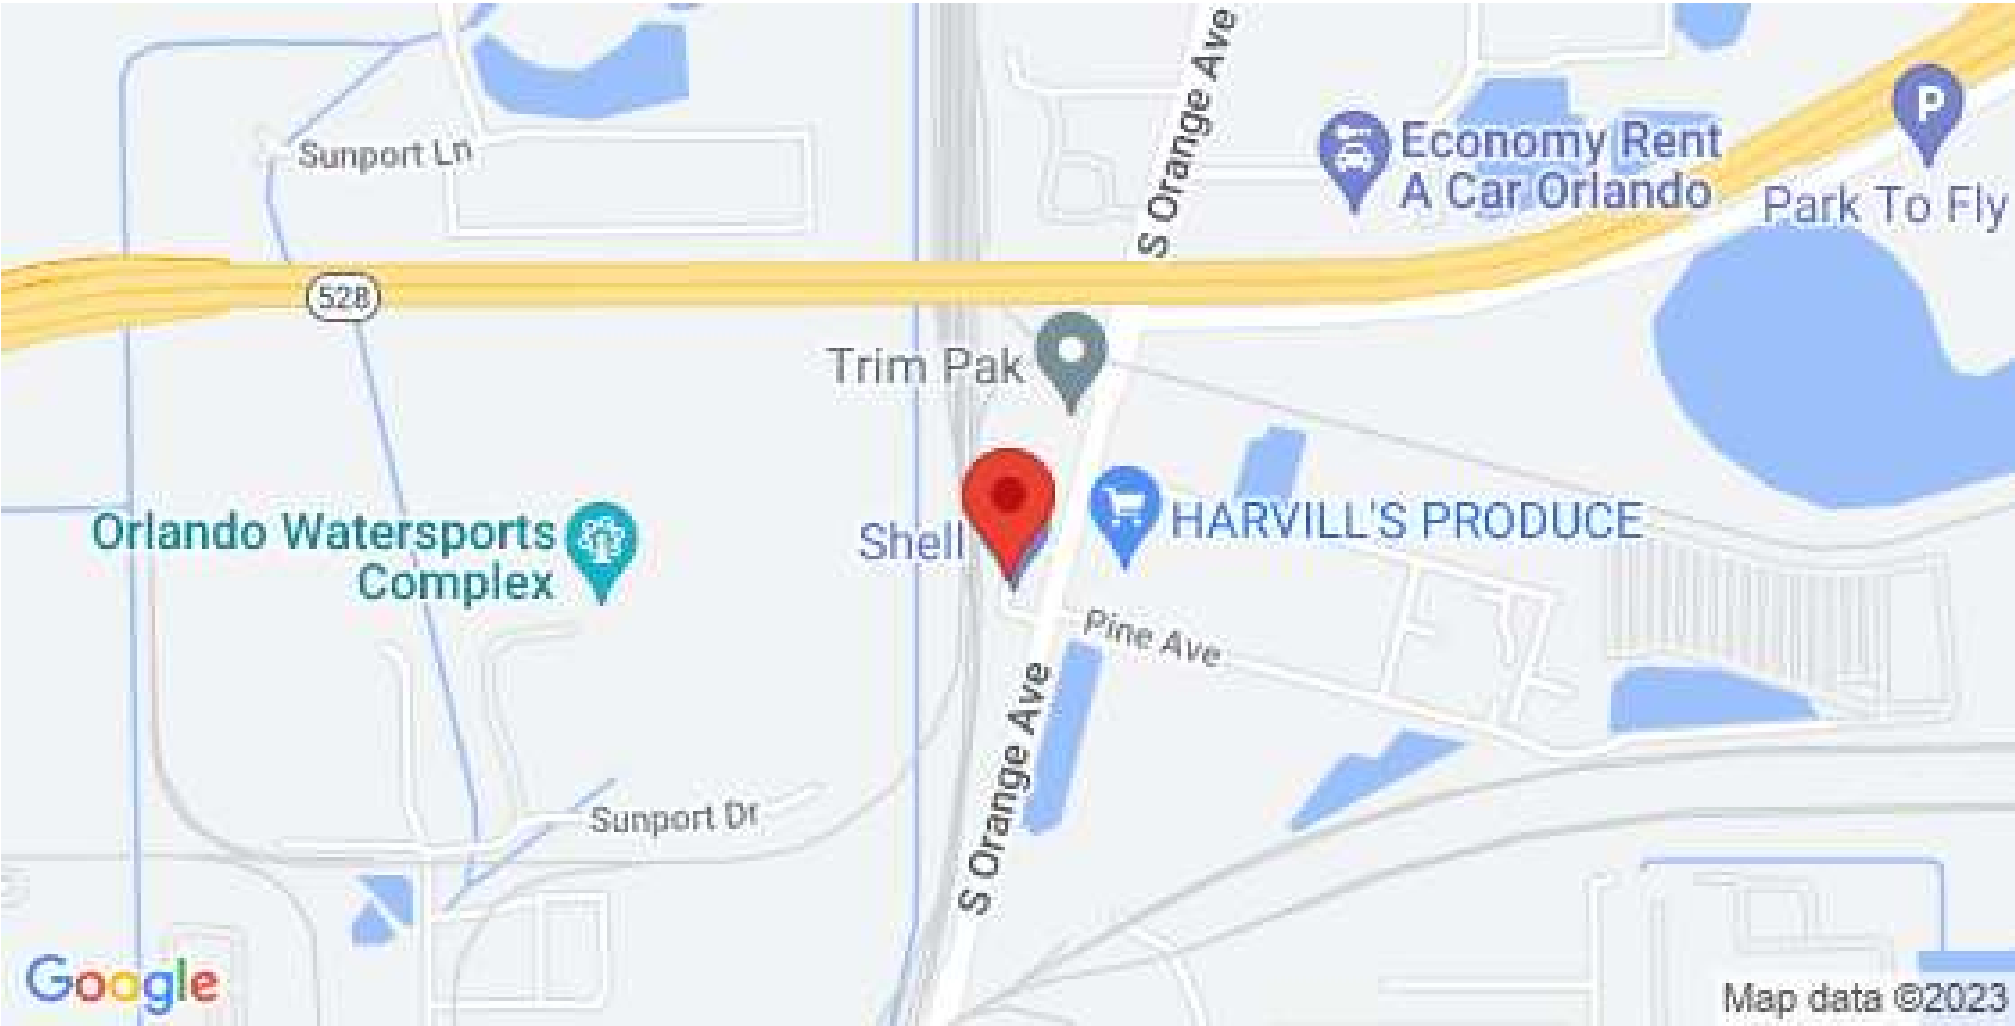 S Orange Ave
Sunport Ln
Economy Rent
A Car Orlando
P
Park To Fly
528
Trim Pak
Orlando Watersports
Complex
Shell
HARVILL'S PRODUCE
Pine Ave
S Orange Ave
Sunport Dr
Google
Map data ©2023